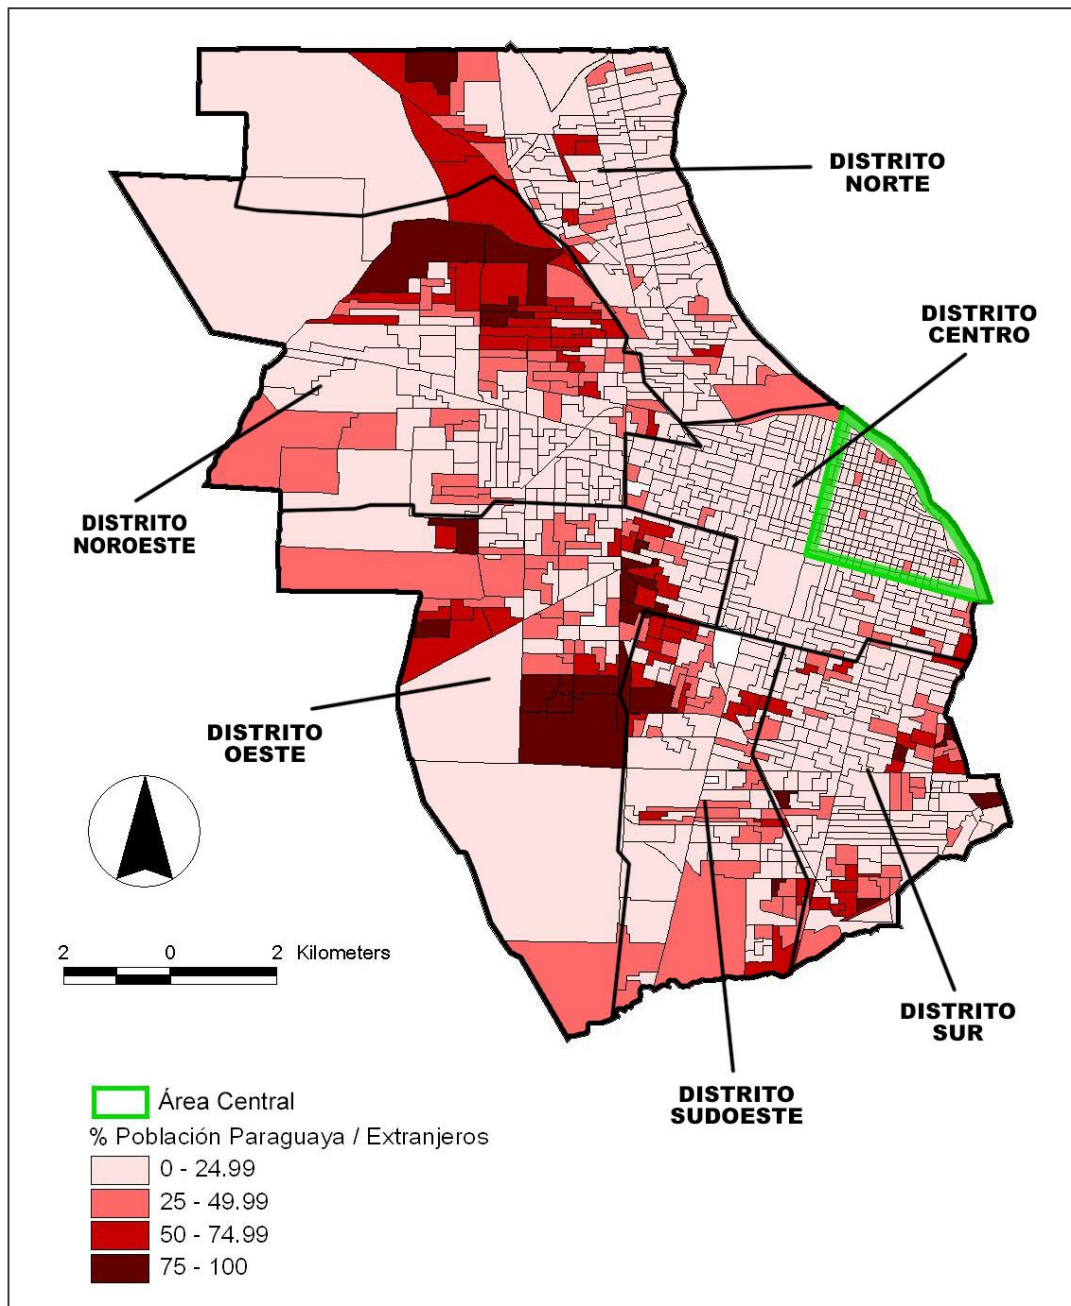 DISTRITO
NORTE
DISTRITO
CENTRO
DISTRITO
NOROESTE
DISTRITO
OESTE
2 0 2 Kilometers
DISTRITO
SUR
DISTRITO
SUDOESTE
Área Central
% Población Paraguaya / Extranjeros
0 - 24.99
25 - 49.99
50 - 74.99
75 - 100